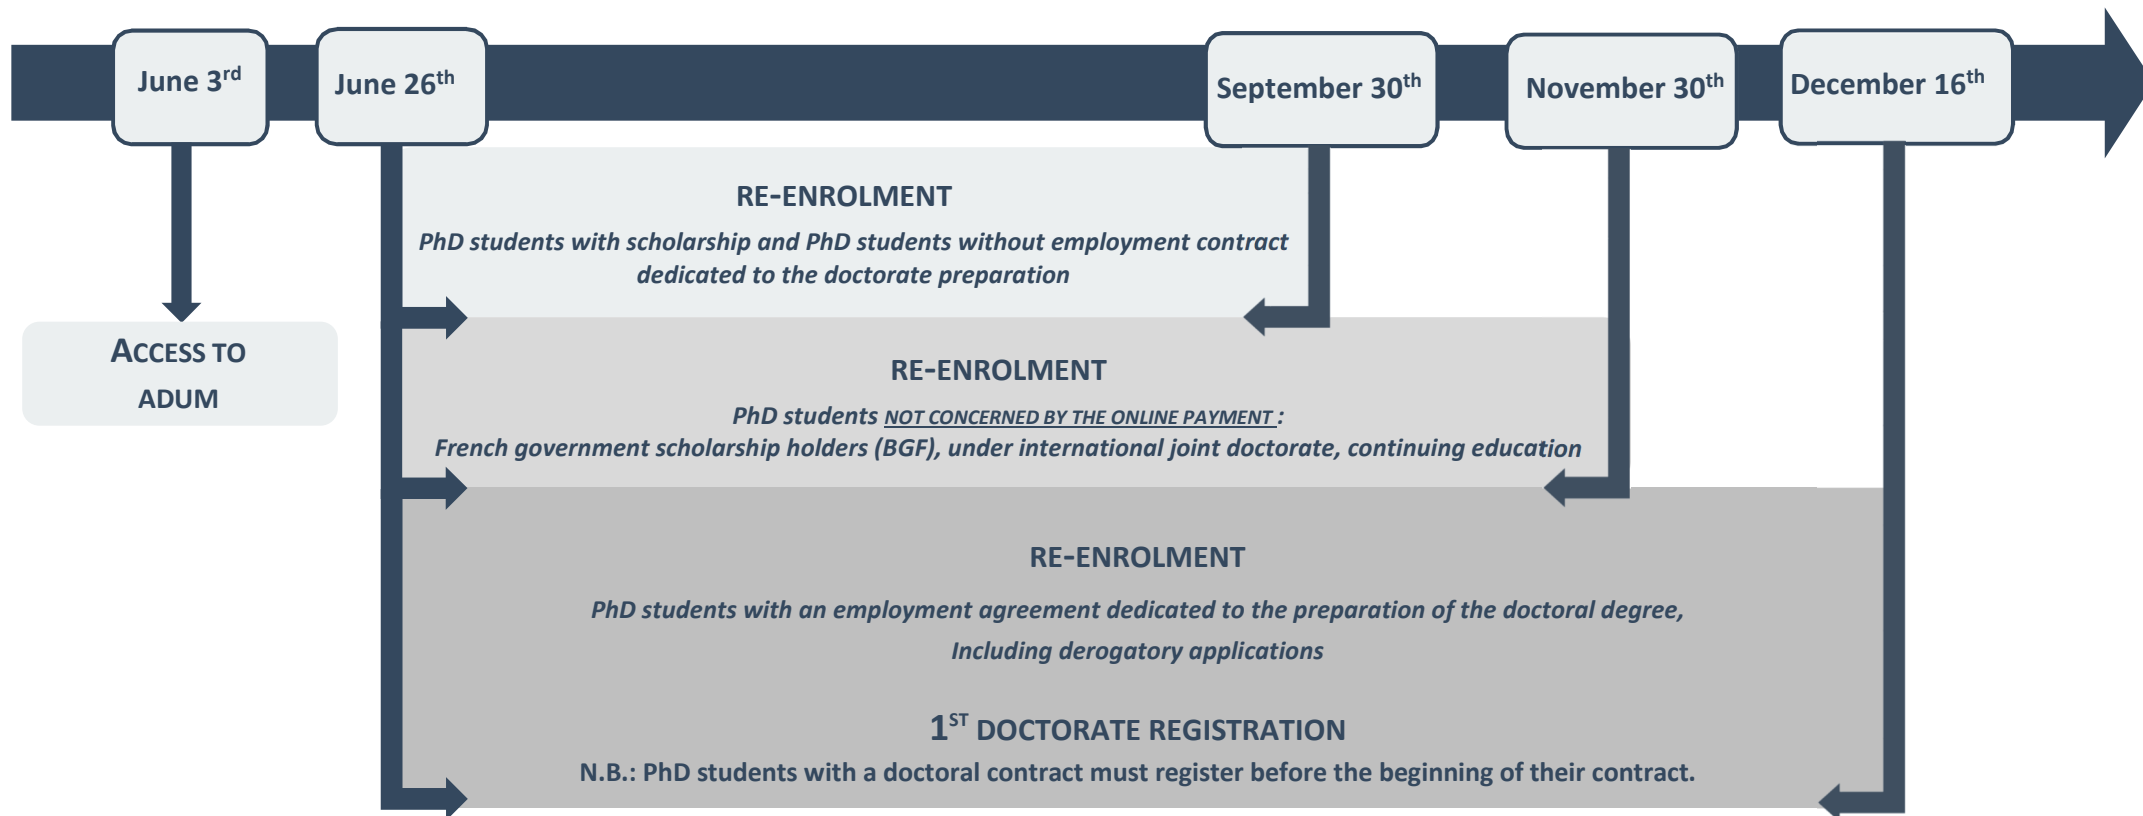 June 3rd
June 26th
September 30th
November 30th
December 16th
RE-ENROLMENT
PhD students with scholarship and PhD students without employment contract
dedicated to the doctorate preparation
ACCESS TO
ADUM
RE-ENROLMENT
PhD students NOT CONCERNED BY THE ONLINE PAYMENT :
French government scholarship holders (BGF), under international joint doctorate, continuing education
RE-ENROLMENT
PhD students with an employment agreement dedicated to the preparation of the doctoral degree,
Including derogatory applications
1ST DOCTORATE REGISTRATION
N.B.: PhD students with a doctoral contract must register before the beginning of their contract.